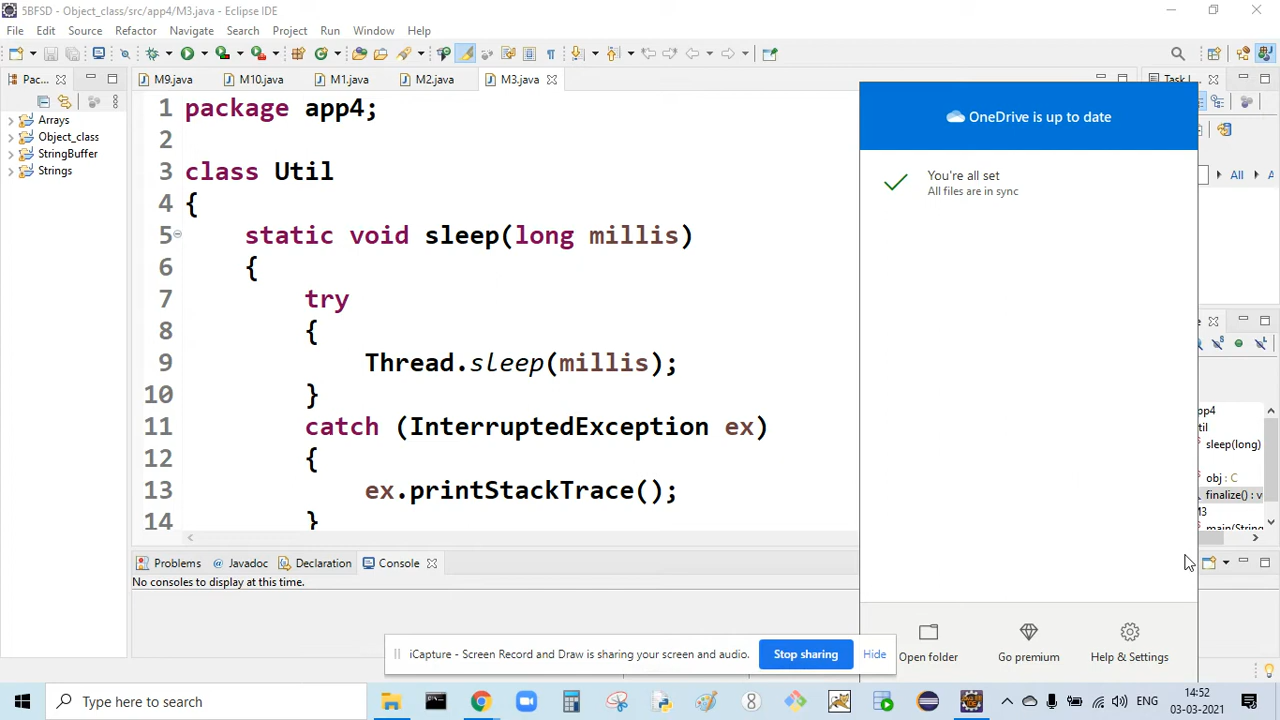 5BFSD - Object_class/src/app4/M3.java - Eclipse IDE
File Edit Source Refactor Navigate Search Project Run Window Help
Pac...
M9.java M10.java M1.java M2.java M3.java
Task L
Arrays
Object_class
StringBuffer
Strings
1 package app4;
2
3 class Util
4 {
5 static void sleep(long millis)
6 {
7 try
8 {
9 Thread.sleep(millis);
10 }
11 catch (InterruptedException ex)
12 {
13 ex.printStackTrace();
14 }
OneDrive is up to date
You're all set
All files are in sync
Open folder
Go premium
Help & Settings
All
pp4
til
sleep(long)
obj : C
finalize() : v
M3
main(String
Problems Javadoc Declaration Console
No consoles to display at this time.
iCapture - Screen Record and Draw is sharing your screen and audio. Stop sharing Hide
Type here to search
ENG
14:52
03-03-2021